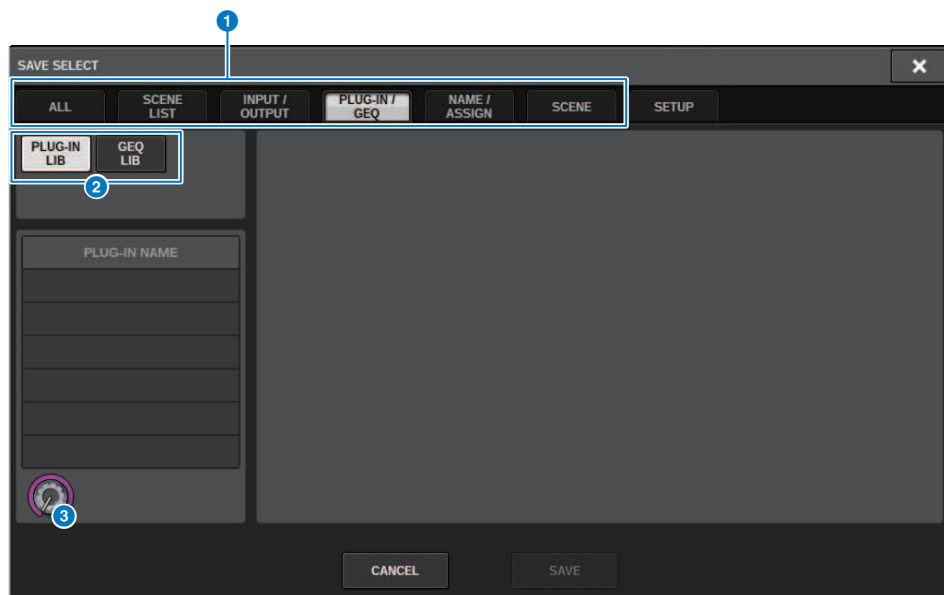 1
SAVE SELECT
×
ALL
SCENE
LIST
INPUT /
OUTPUT
PLUG-IN /
GEQ
NAME /
ASSIGN
SCENE
SETUP
PLUG-IN
LIB
GEQ
LIB
2
PLUG-IN NAME
3
CANCEL
SAVE